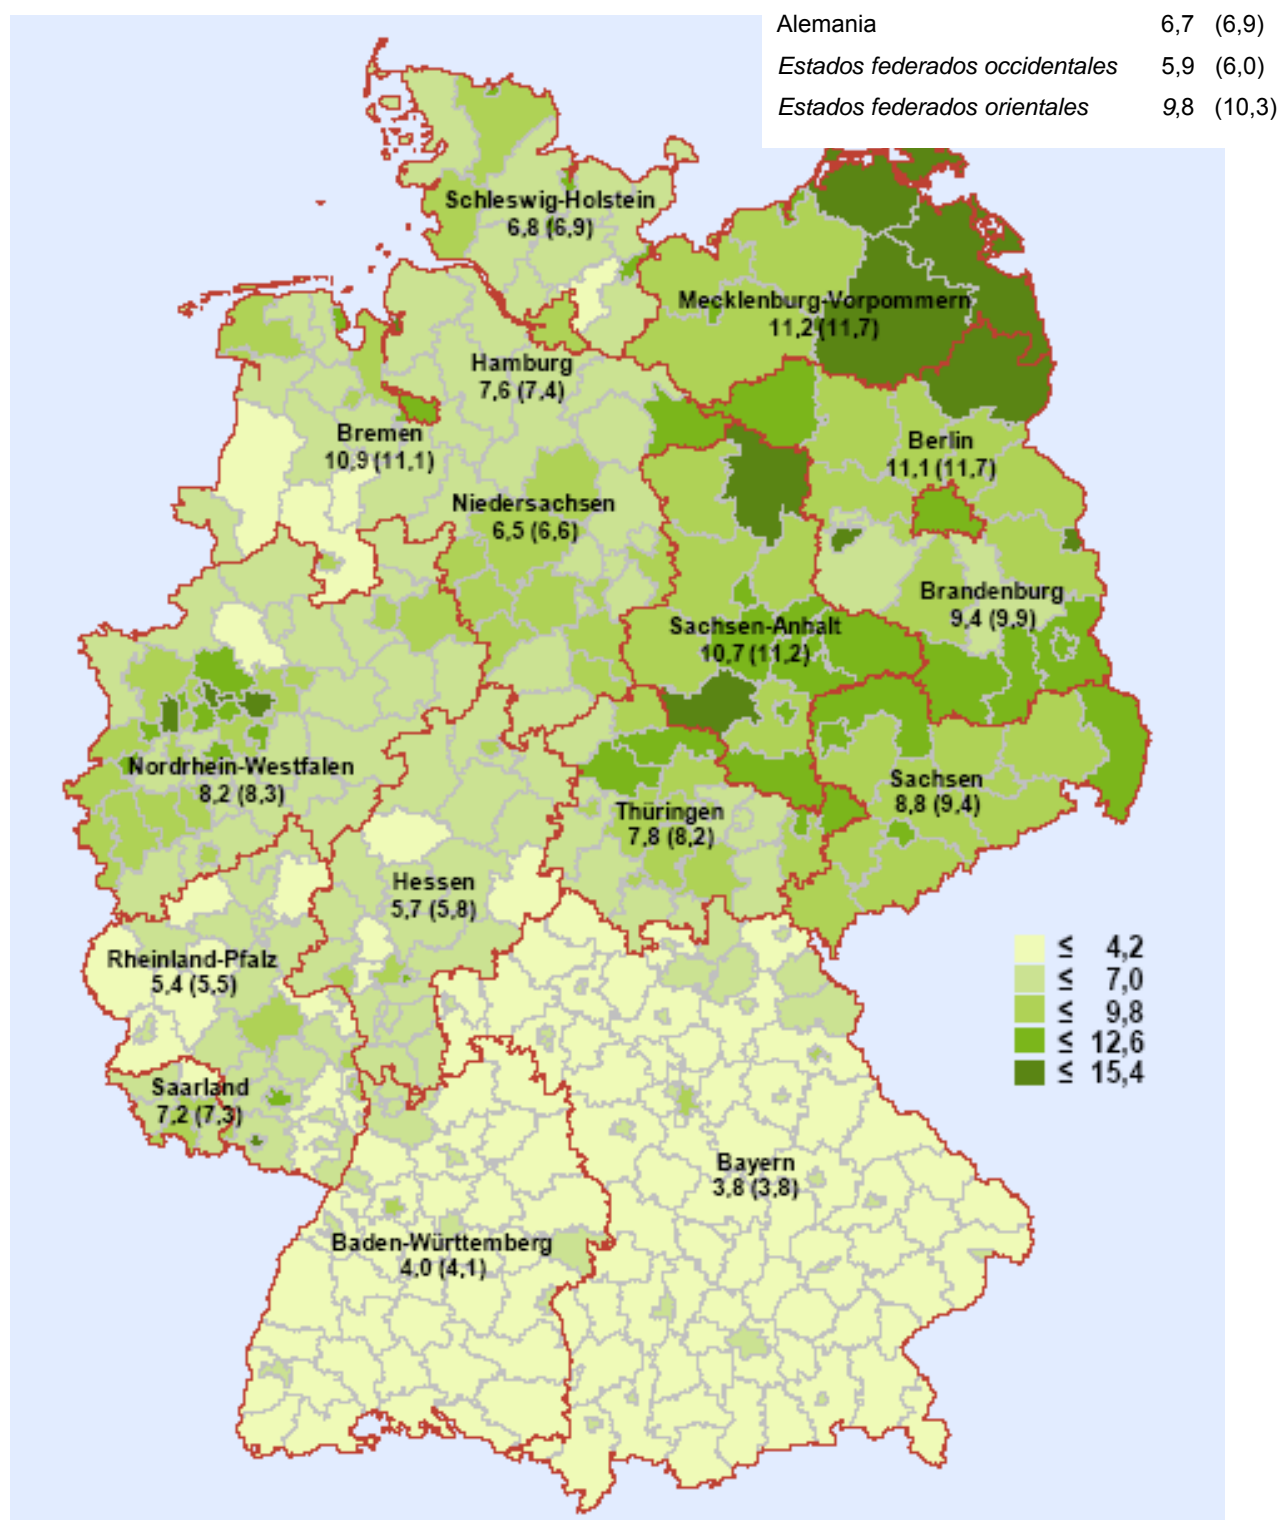 Alemania 6,7 (6,9)
Estados federados occidentales 5,9 (6,0)
Estados federados orientales 9,8 (10,3)
Schleswig-Holstein
6,8 (6,9)
Mecklenburg-Vorpommern
11,2 (11,7)
Hamburg
7,6 (7,4)
Bremen
10,9 (11,1)
Berlin
11,1 (11,7)
Niedersachsen
6,5 (6,6)
Brandenburg
9,4 (9,9)
Sachsen-Anhalt
10,7 (11,2)
Nordrhein-Westfalen
8,2 (8,3)
Sachsen
8,8 (9,4)
Thüringen
7,8 (8,2)
Hessen
5,7 (5,8)
Rheinland-Pfalz
5,4 (5,5)
≤ 4,2
≤ 7,0
≤ 9,8
≤ 12,6
≤ 15,4
Saarland
7,2 (7,3)
Bayern
3,8 (3,8)
Baden-Württemberg
4,0 (4,1)